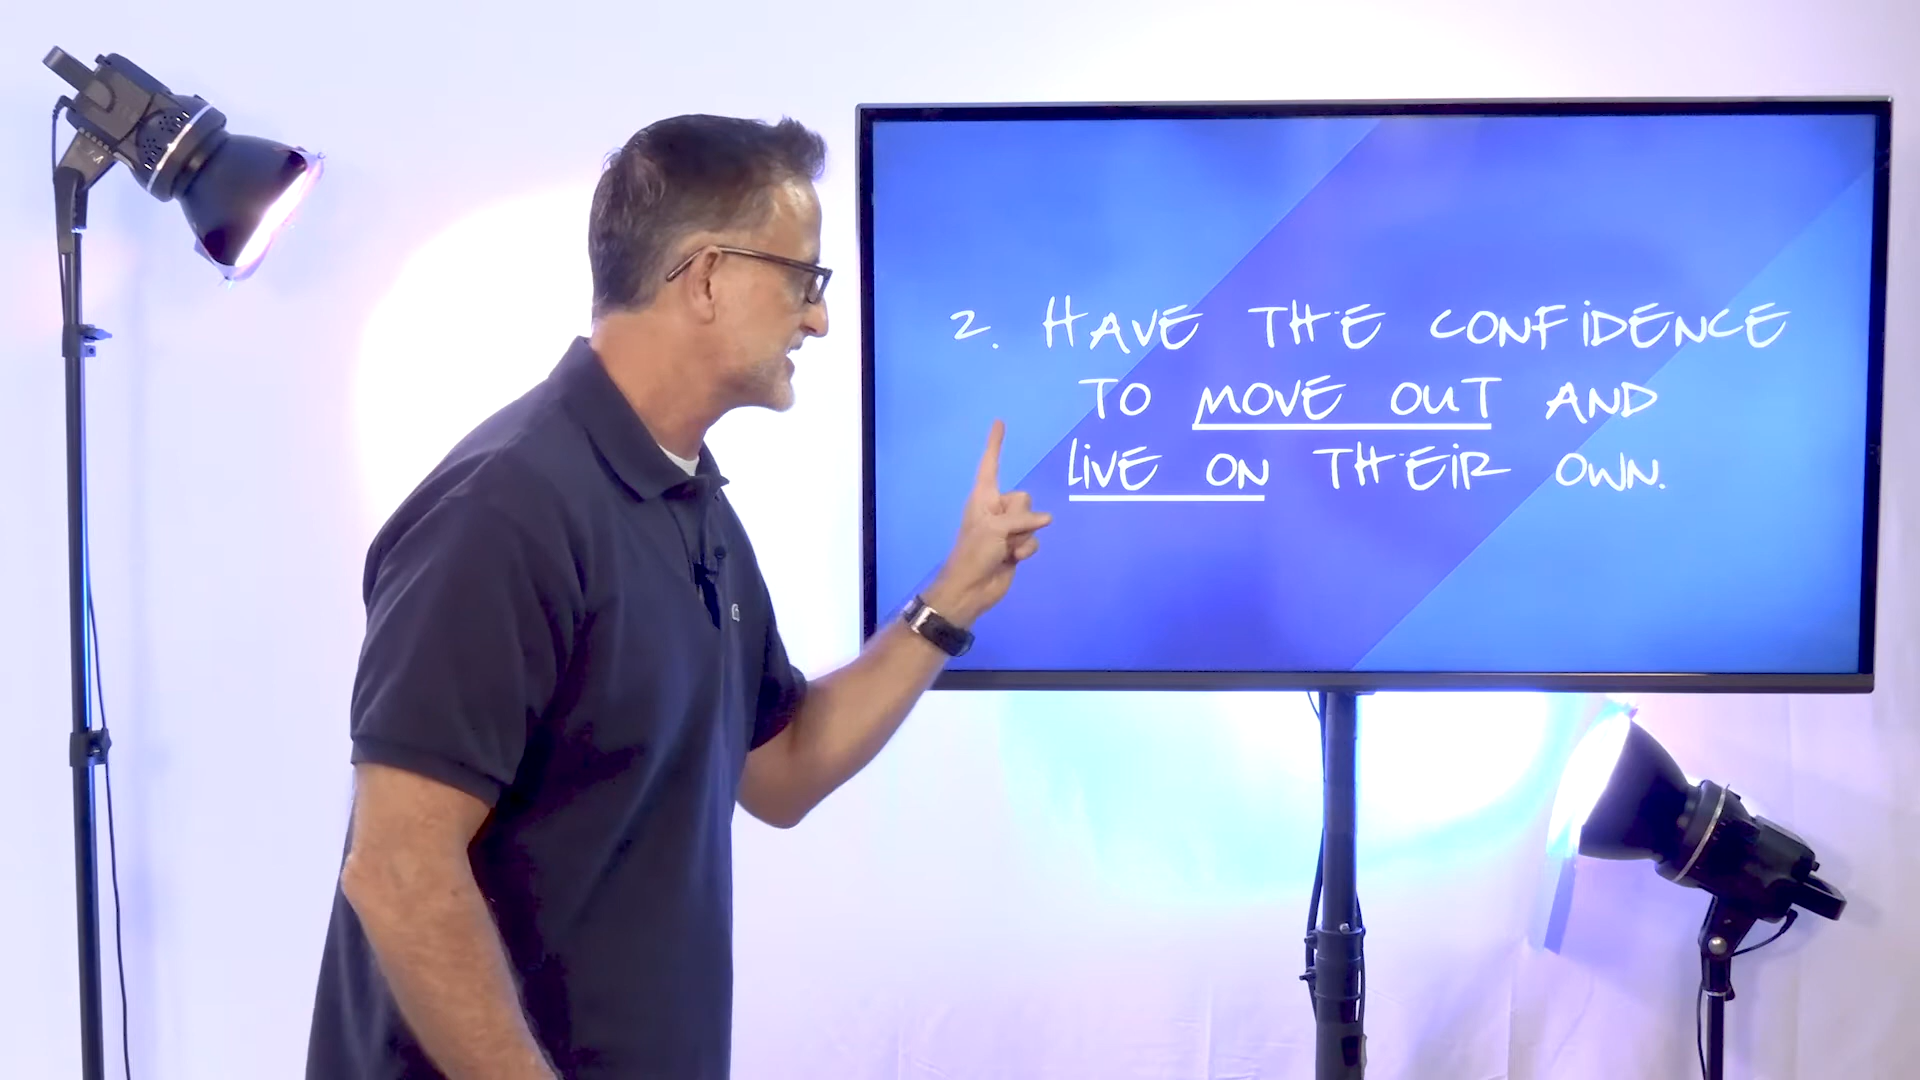 2. HAVE THE CONFIDENCE
TO MOVE OUT AND
LIVE ON THEIR OWN.